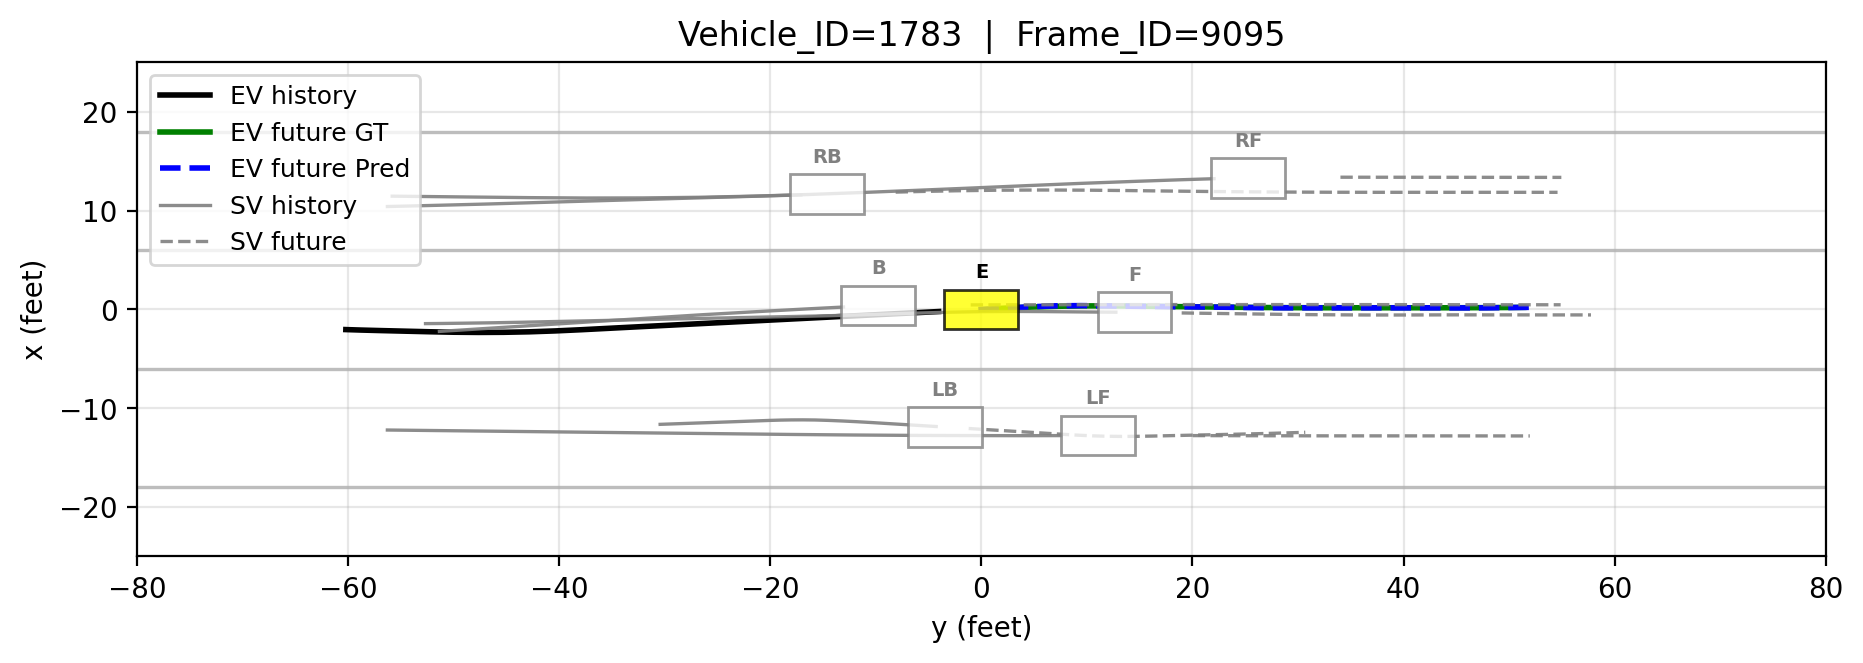 Vehicle_ID=1783 | Frame_ID=9095
EV history
EV future GT
EV future Pred
SV history
SV future
RB
RF
B
E
F
LB
LF
20
10
0
−10
−20
x (feet)
−80
−60
−40
−20
0
20
40
60
80
y (feet)